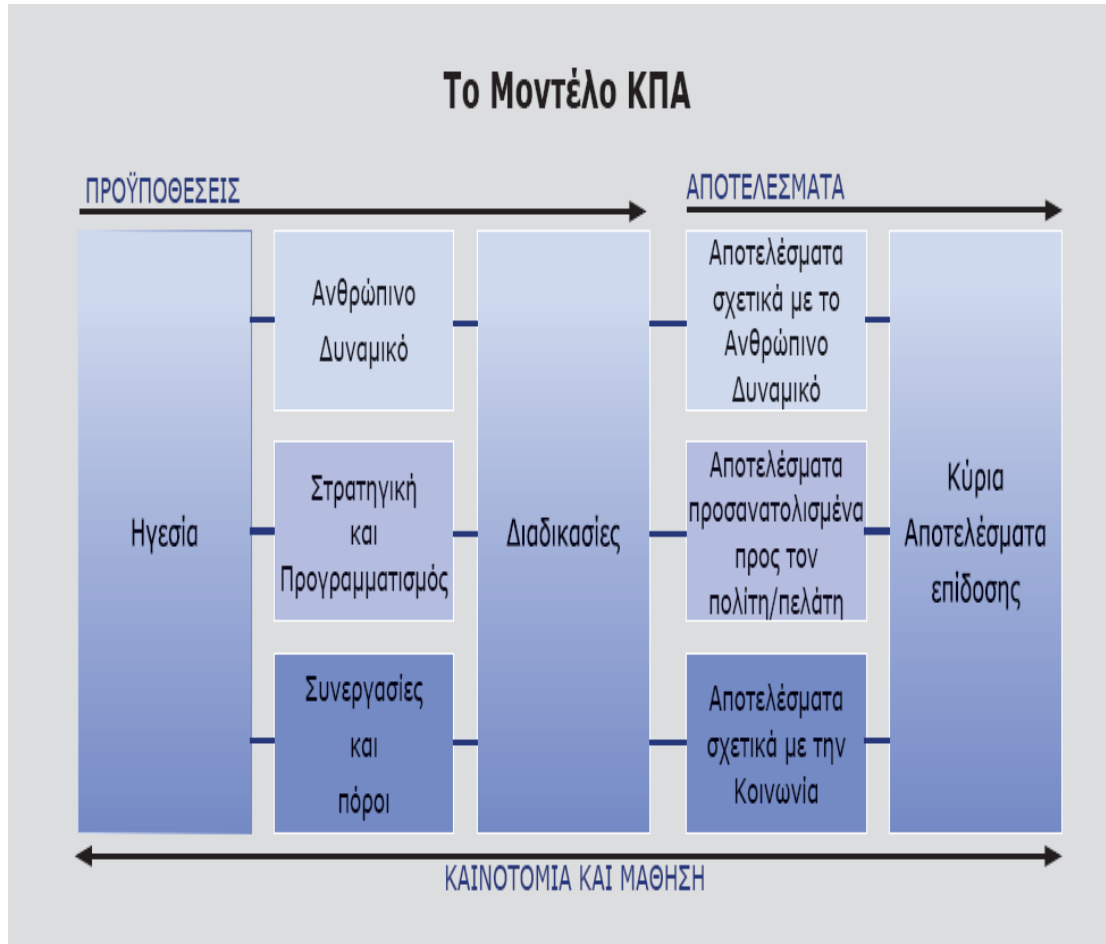 Το Μοντέλο ΚΠΑ
ΠΡΟΫΠΟΘΕΣΕΙΣ
ΑΠΟΤΕΛΕΣΜΑΤΑ
Ηγεσία
Ανθρώπινο
Δυναμικό
Στρατηγική
και
Προγραμματισμός
Συνεργασίες
και
πόροι
Διαδικασίες
Αποτελέσματα
σχετικά με το
Ανθρώπινο
Δυναμικό
Αποτελέσματα
προσανατολισμένα
προς τον
πολίτη/πελάτη
Αποτελέσματα
σχετικά με την
Κοινωνία
Κύρια
Αποτελέσματα
επίδοσης
ΚΑΙΝΟΤΟΜΙΑ ΚΑΙ ΜΑΘΗΣΗ